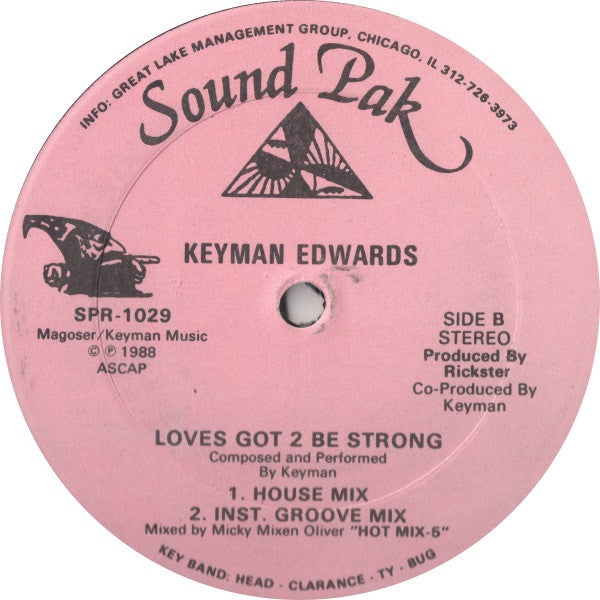 INFO: GREAT LAKE MANAGEMENT GROUP, CHICAGO, IL 312-726-3973
Sound Pak
KEYMAN EDWARDS
SPR-1029
Magoser/Keyman Music
© ℗ 1988
ASCAP
SIDE B
STEREO
Produced By
Rickster
Co-Produced By
Keyman
LOVES GOT 2 BE STRONG
Composed and Performed
By Keyman
1. HOUSE MIX
2. INST. GROOVE MIX
Mixed by Micky Mixen Oliver "HOT MIX-5"
KEY BAND: HEAD - CLARANCE - TY - BUG